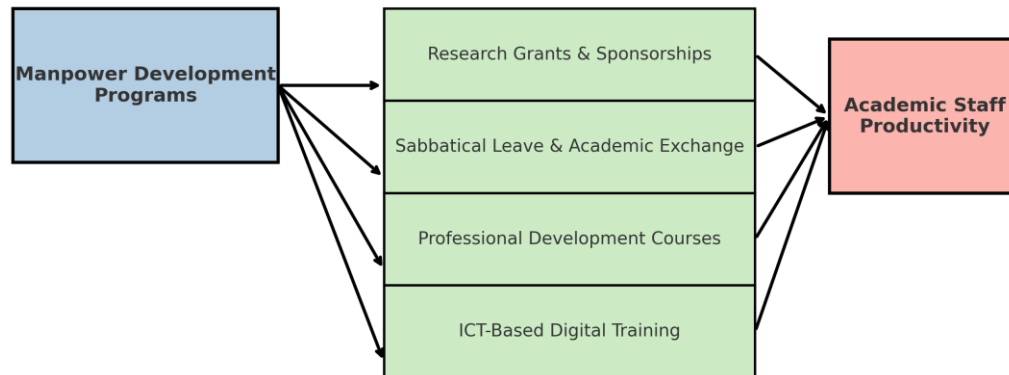 Manpower Development
Programs
Research Grants & Sponsorships
Sabbatical Leave & Academic Exchange
Professional Development Courses
ICT-Based Digital Training
Academic Staff
Productivity